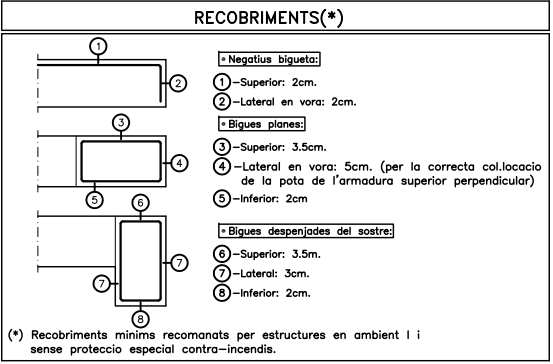 RECOBRIMENTS(*)
• Negatius bigueta:
1 -Superior: 2cm.
2 -Lateral en vora: 2cm.
• Bigues planes:
3 -Superior: 3.5cm.
4 -Lateral en vora: 5cm. (per la correcta col.locacio
de la pota de l'armadura superior perpendicular)
5 -Inferior: 2cm
• Bigues despenjades del sostre:
6 -Superior: 3.5m.
7 -Lateral: 3cm.
8 -Inferior: 2cm.
1
2
3
4
5
6
7
7
8
(*) Recobriments minims recomanats per estructures en ambient I i
sense proteccio especial contra-incendis.